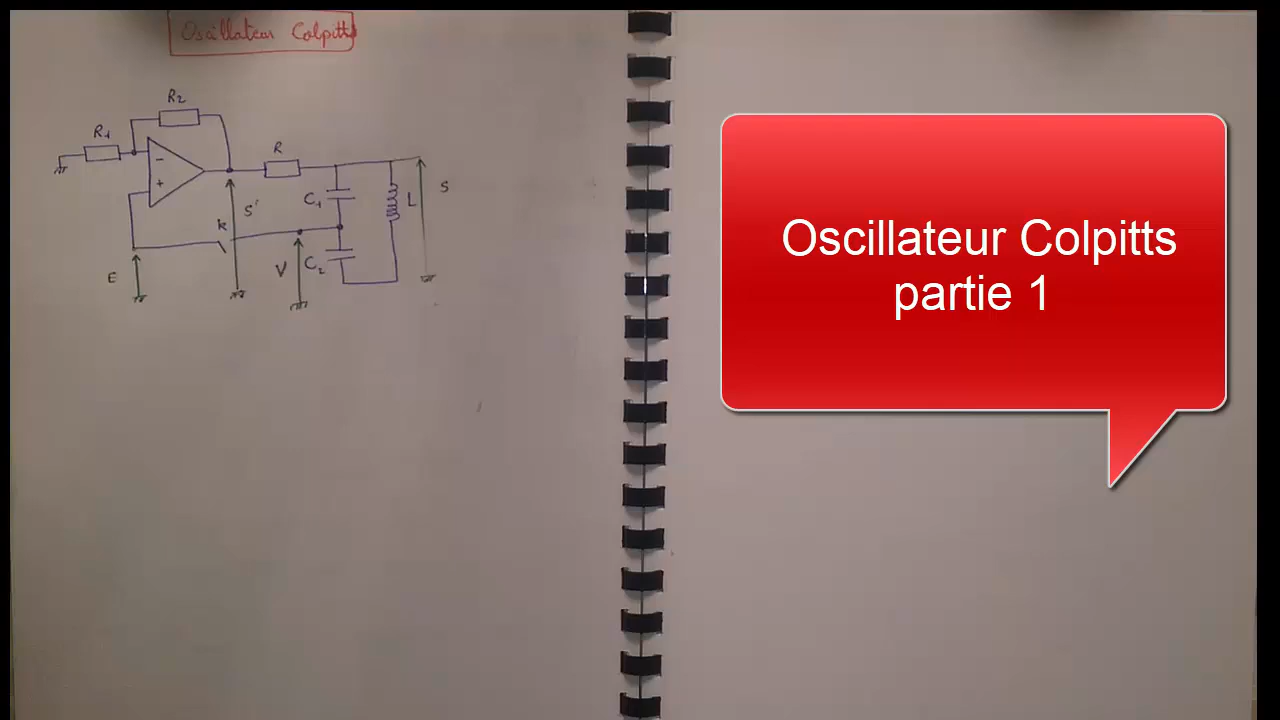 Oscillateur Colpitts
R2
R1
R
-
+
C1
L
S
S'
k
E
V
C2
Oscillateur Colpitts
partie 1